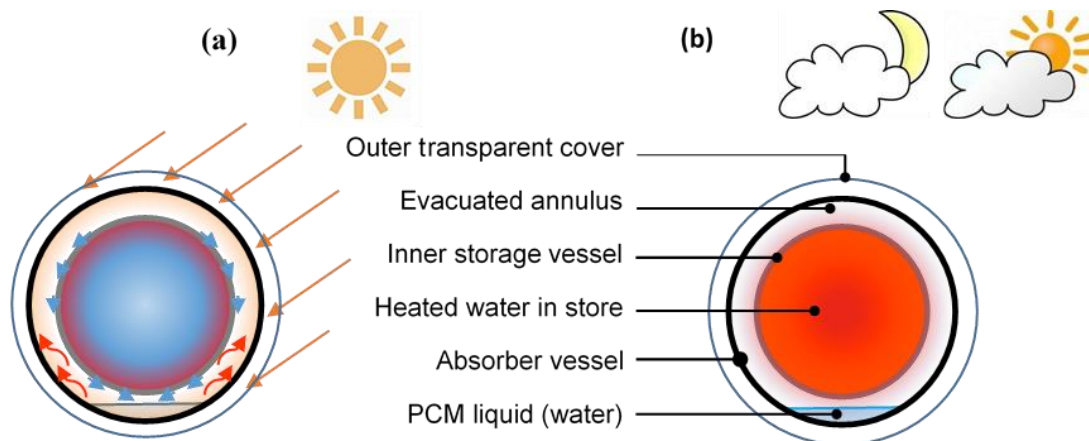 (a)
(b)
Outer transparent cover
Evacuated annulus
Inner storage vessel
Heated water in store
Absorber vessel
PCM liquid (water)